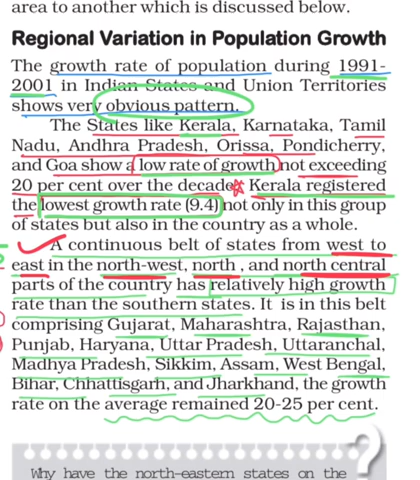 area to another which is discussed below.
Regional Variation in Population Growth
The growth rate of population during 1991-
2001 in Indian States and Union Territories
shows very obvious pattern.
The States like Kerala, Karnataka, Tamil
Nadu, Andhra Pradesh, Orissa, Pondicherry,
and Goa show a low rate of growth not exceeding
20 per cent over the decade. Kerala registered
the lowest growth rate (9.4) not only in this group
of states but also in the country as a whole.
A continuous belt of states from west to
east in the north-west, north , and north central
parts of the country has relatively high growth
rate than the southern states. It is in this belt
comprising Gujarat, Maharashtra, Rajasthan,
Punjab, Haryana, Uttar Pradesh, Uttaranchal,
Madhya Pradesh, Sikkim, Assam, West Bengal,
Bihar, Chhattisgarh, and Jharkhand, the growth
rate on the average remained 20-25 per cent.
Why have the north-eastern states on the
?